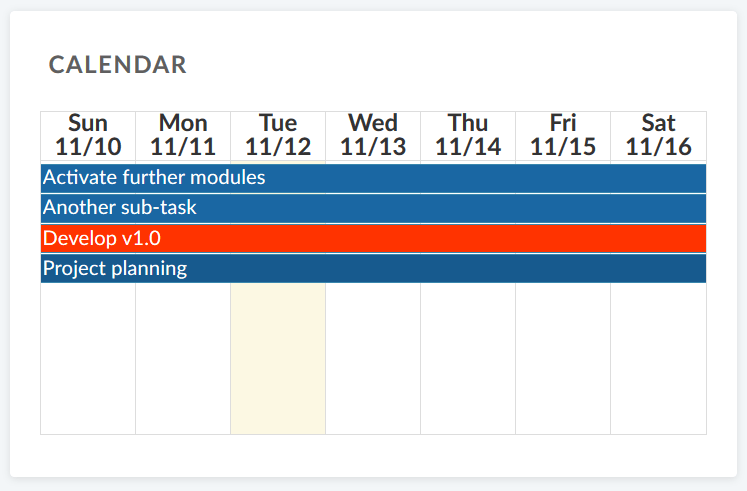 CALENDAR
Sun Mon Tue Wed Thu Fri Sat
11/10 11/11 11/12 11/13 11/14 11/15 11/16
Activate further modules
Another sub-task
Develop v1.0
Project planning